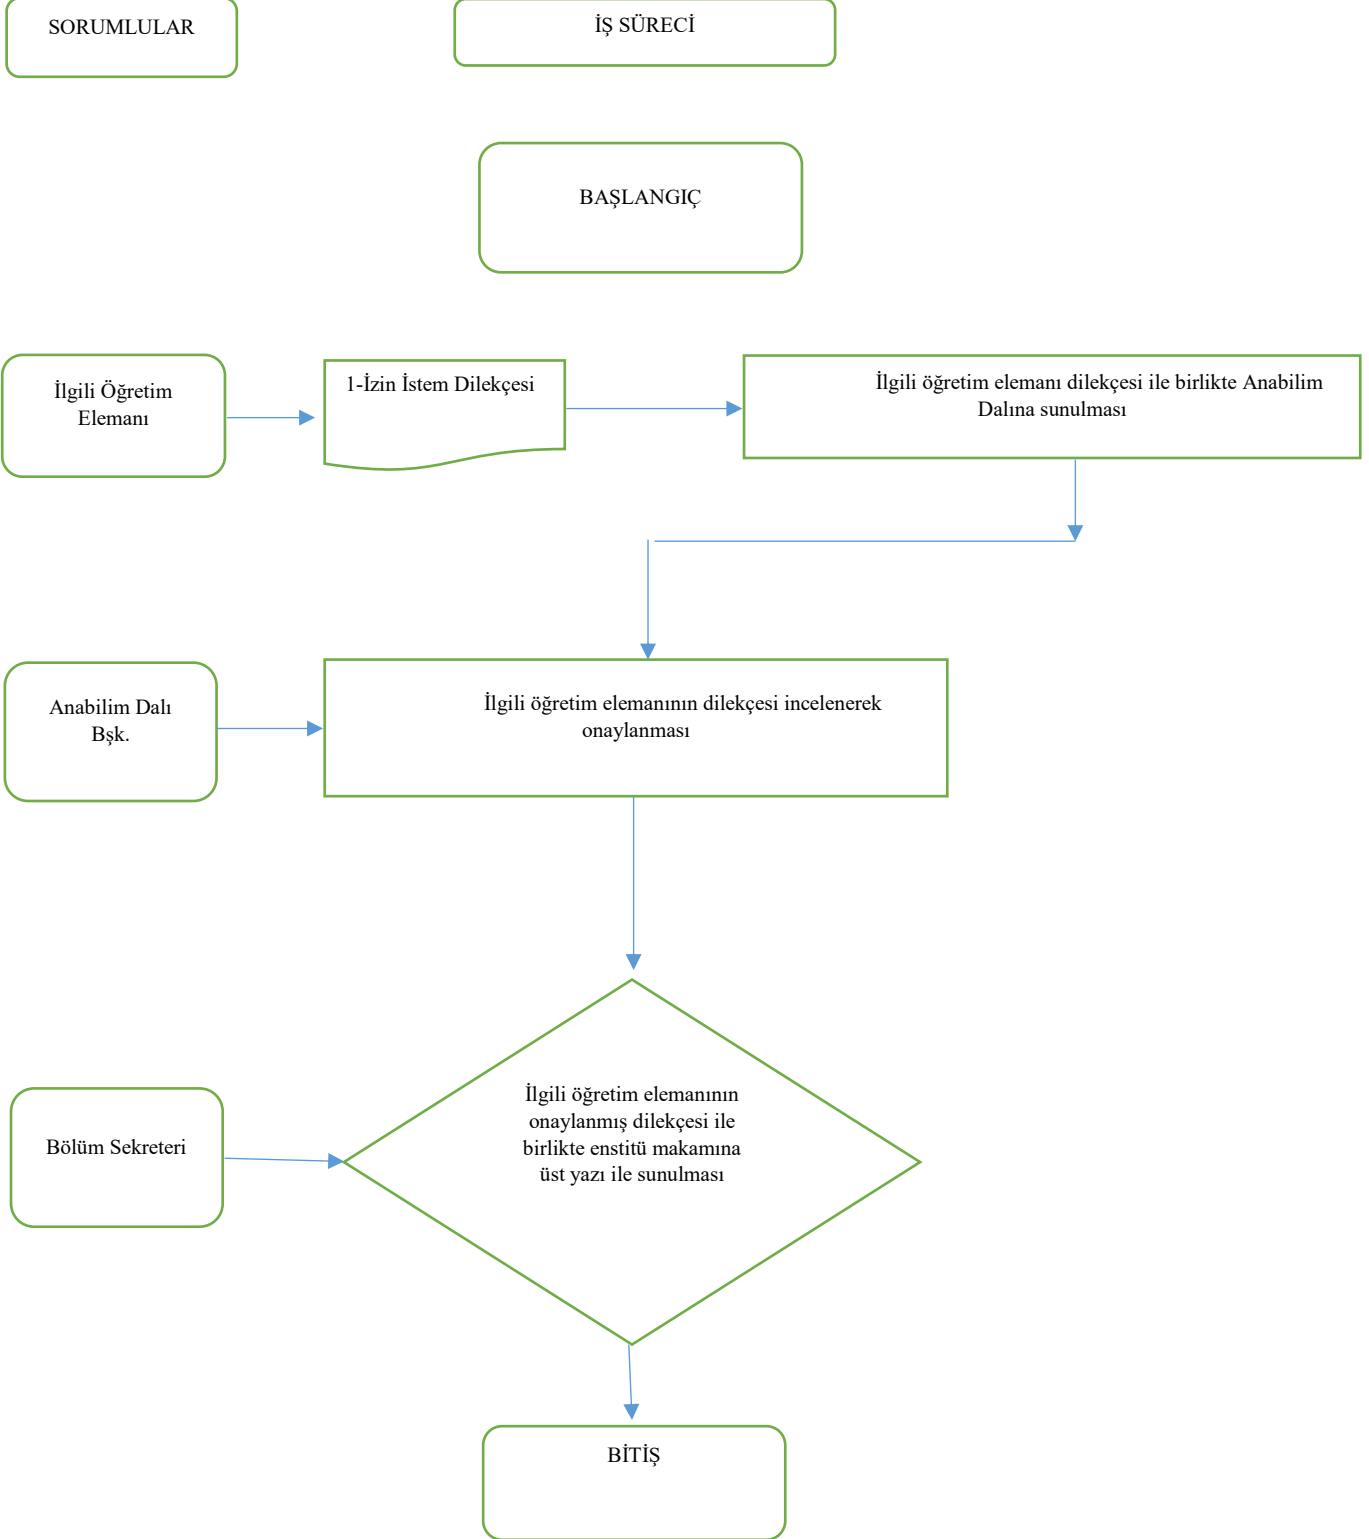 SORUMLULAR
İŞ SÜRECİ
BAŞLANGIÇ
İlgili Öğretim
Elemanı
1-İzin İstem Dilekçesi
İlgili öğretim elemanı dilekçesi ile birlikte Anabilim
Dalına sunulması
Anabilim Dalı
Bşk.
İlgili öğretim elemanının dilekçesi incelenerek
onaylanması
Bölüm Sekreteri
İlgili öğretim elemanının
onaylanmış dilekçesi ile
birlikte enstitü makamına
üst yazı ile sunulması
BİTİŞ